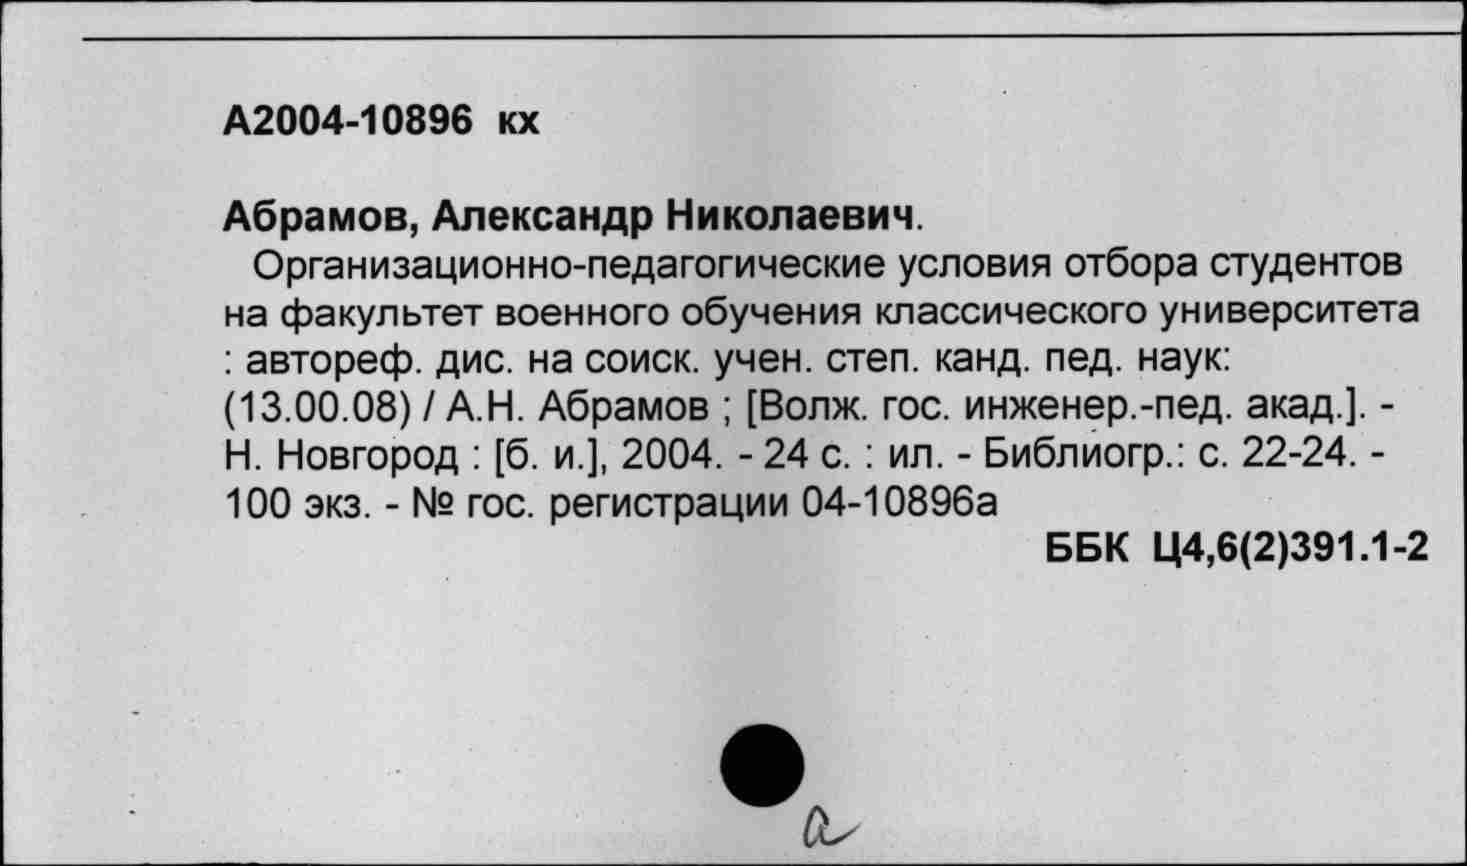 А2004-10896 кх
Абрамов, Александр Николаевич.
Организационно-педагогические условия отбора студентов
на факультет военного обучения классического университета
: автореф. дис. на соиск. учен. степ. канд. пед. наук:
(13.00.08) / А.Н. Абрамов ; [Волж. гос. инженер.-пед. акад.]. -
Н. Новгород : [б. и.], 2004. - 24 с. : ил. - Библиогр.: с. 22-24. -
100 экз. - № гос. регистрации 04-10896а
ББК Ц4,6(2)391.1-2
а